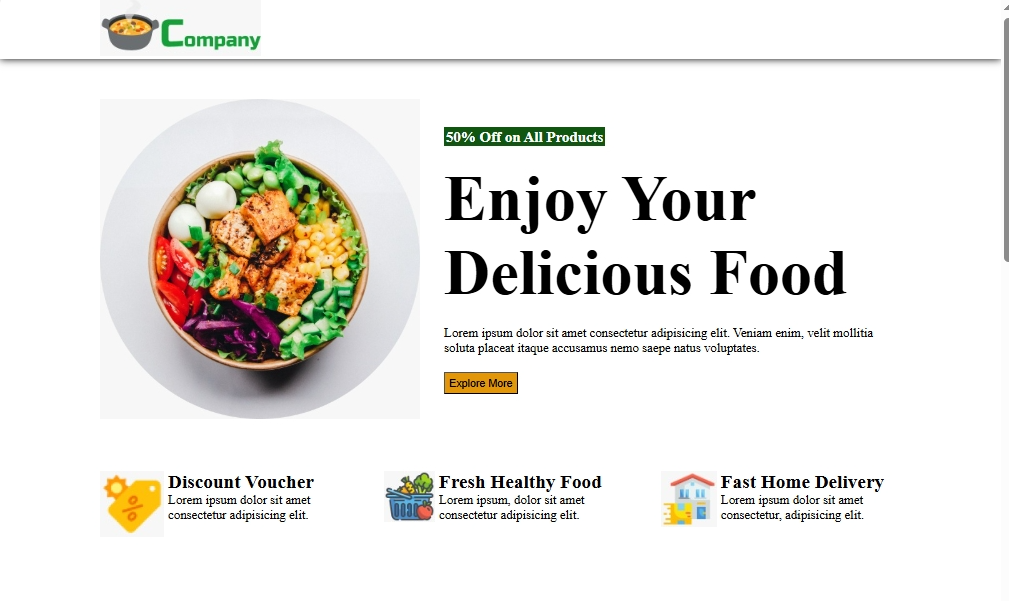 Company
50% Off on All Products
Enjoy Your
Delicious Food
Lorem ipsum dolor sit amet consectetur adipisicing elit. Veniam enim, velit mollitia
soluta placeat itaque accusamus nemo saepe natus voluptates.
Explore More
Discount Voucher
Lorem ipsum dolor sit amet
consectetur adipisicing elit.
Fresh Healthy Food
Lorem ipsum, dolor sit amet
consectetur adipisicing elit.
Fast Home Delivery
Lorem ipsum dolor sit amet
consectetur, adipisicing elit.